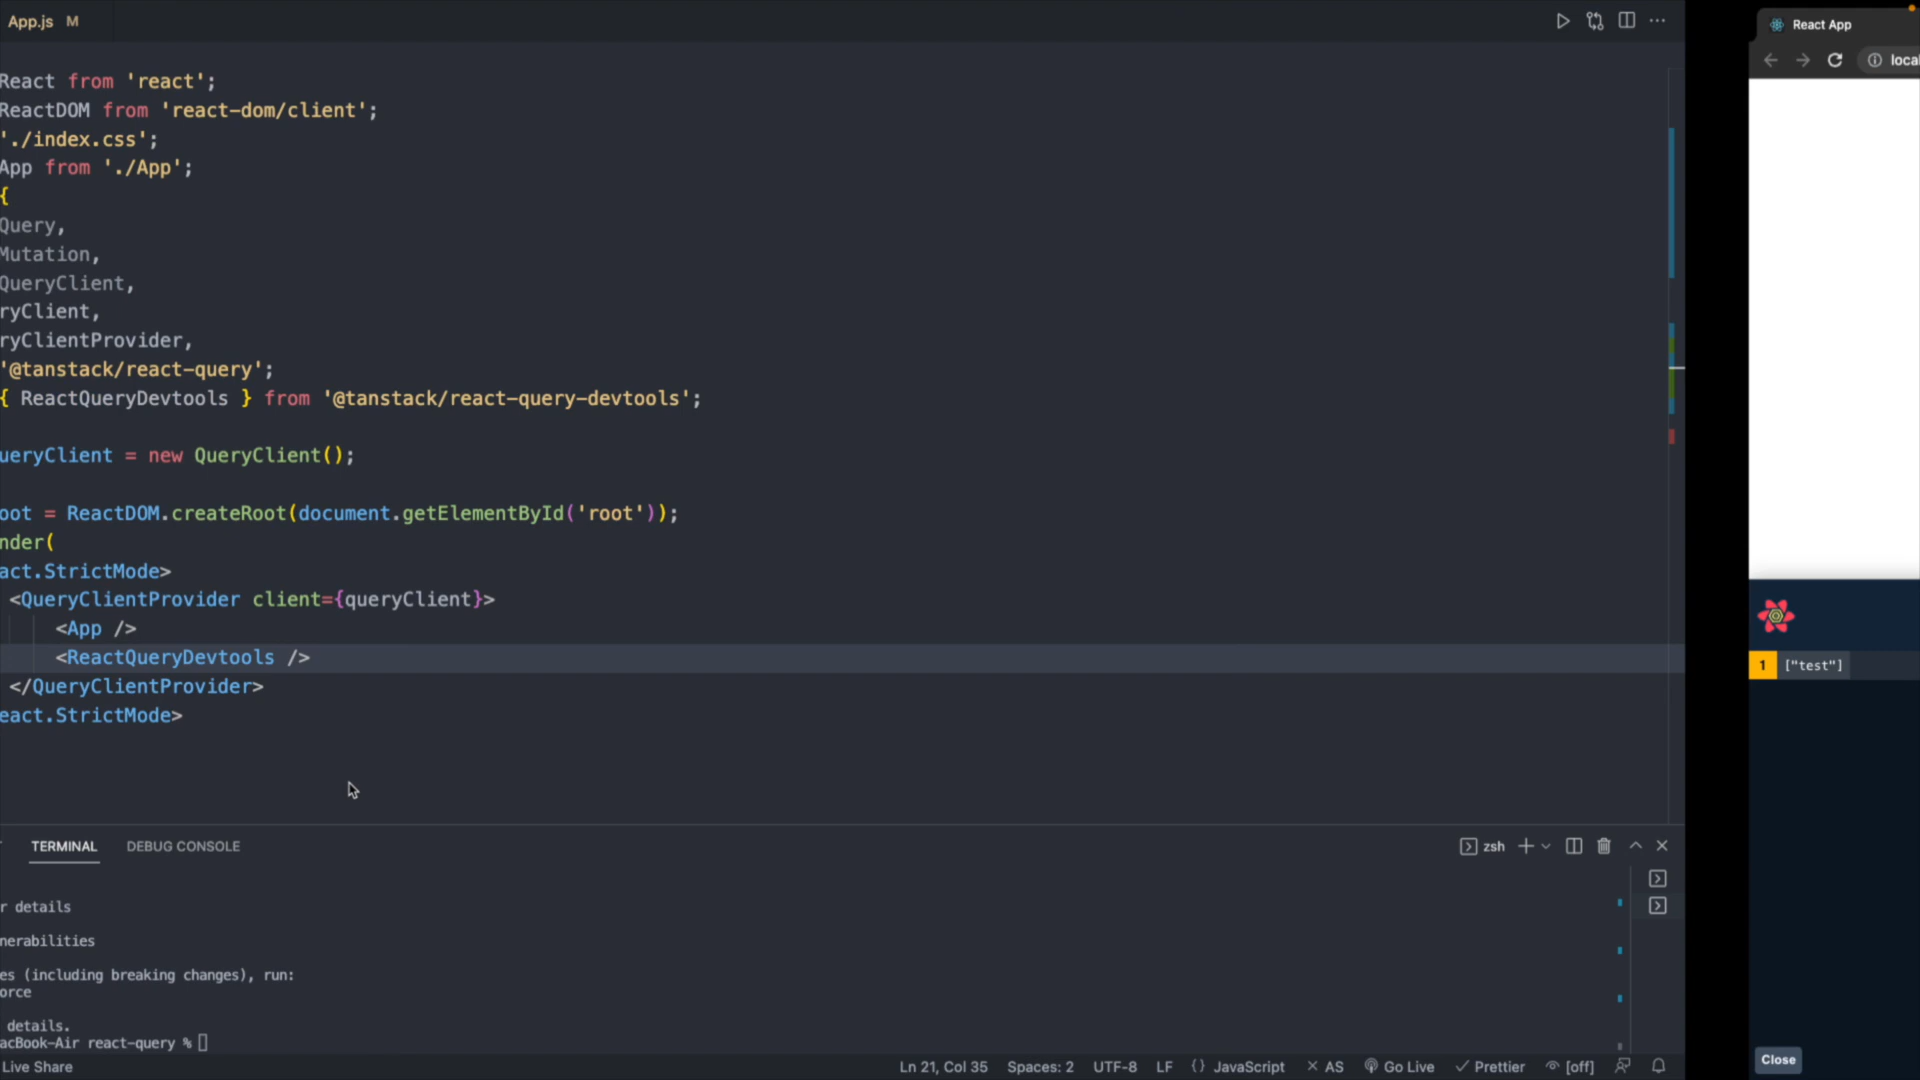 App.js M
React App
local
React from 'react';
ReactDOM from 'react-dom/client';
'./index.css';
App from './App';
{
Query,
Mutation,
QueryClient,
ryClient,
ryClientProvider,
'@tanstack/react-query';
{ ReactQueryDevtools } from '@tanstack/react-query-devtools';
ueryClient = new QueryClient();
oot = ReactDOM.createRoot(document.getElementById('root'));
nder(
act.StrictMode>
<QueryClientProvider client={queryClient}>
<App />
<ReactQueryDevtools />
</QueryClientProvider>
eact.StrictMode>
1 ["test"]
TERMINAL DEBUG CONSOLE
zsh
r details
nerabilities
es (including breaking changes), run:
orce
details.
acBook-Air react-query %
Close
Live Share
Ln 21, Col 35 Spaces: 2 UTF-8 LF {} JavaScript × AS Go Live ✓ Prettier [off]